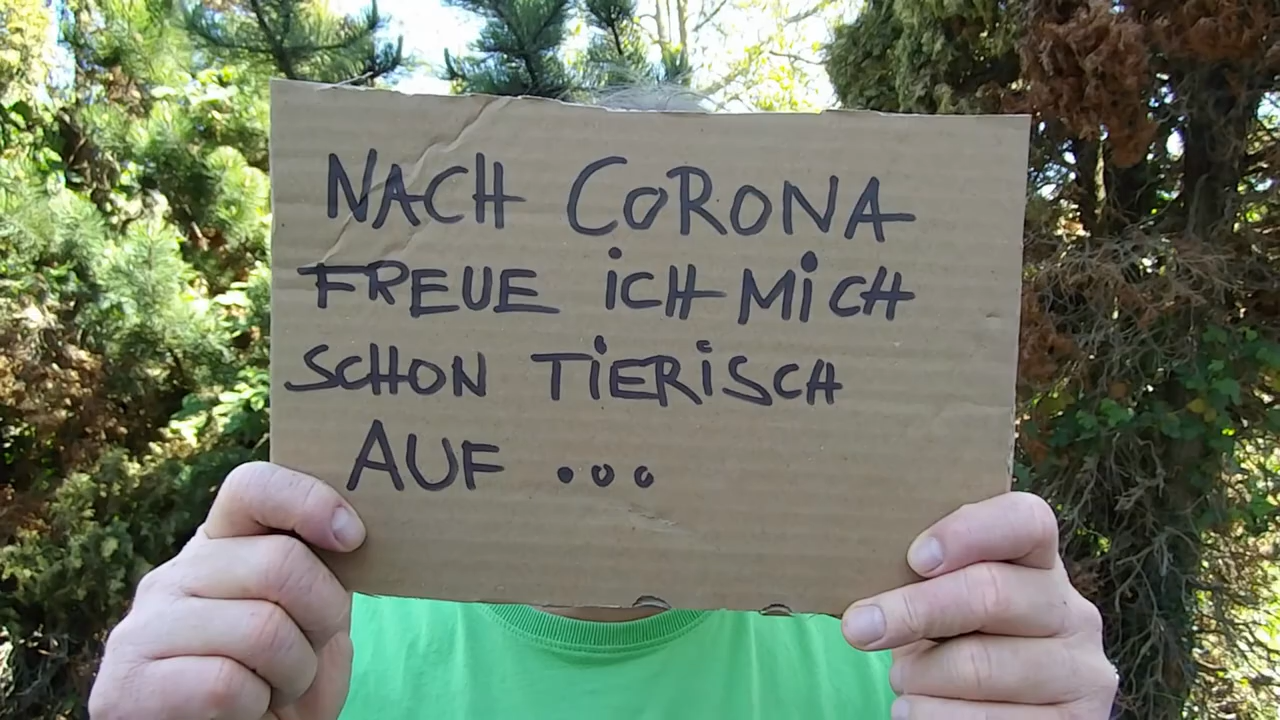 NACH CORONA
FREUE ICH MICH
SCHON TIERISCH
AUF ...